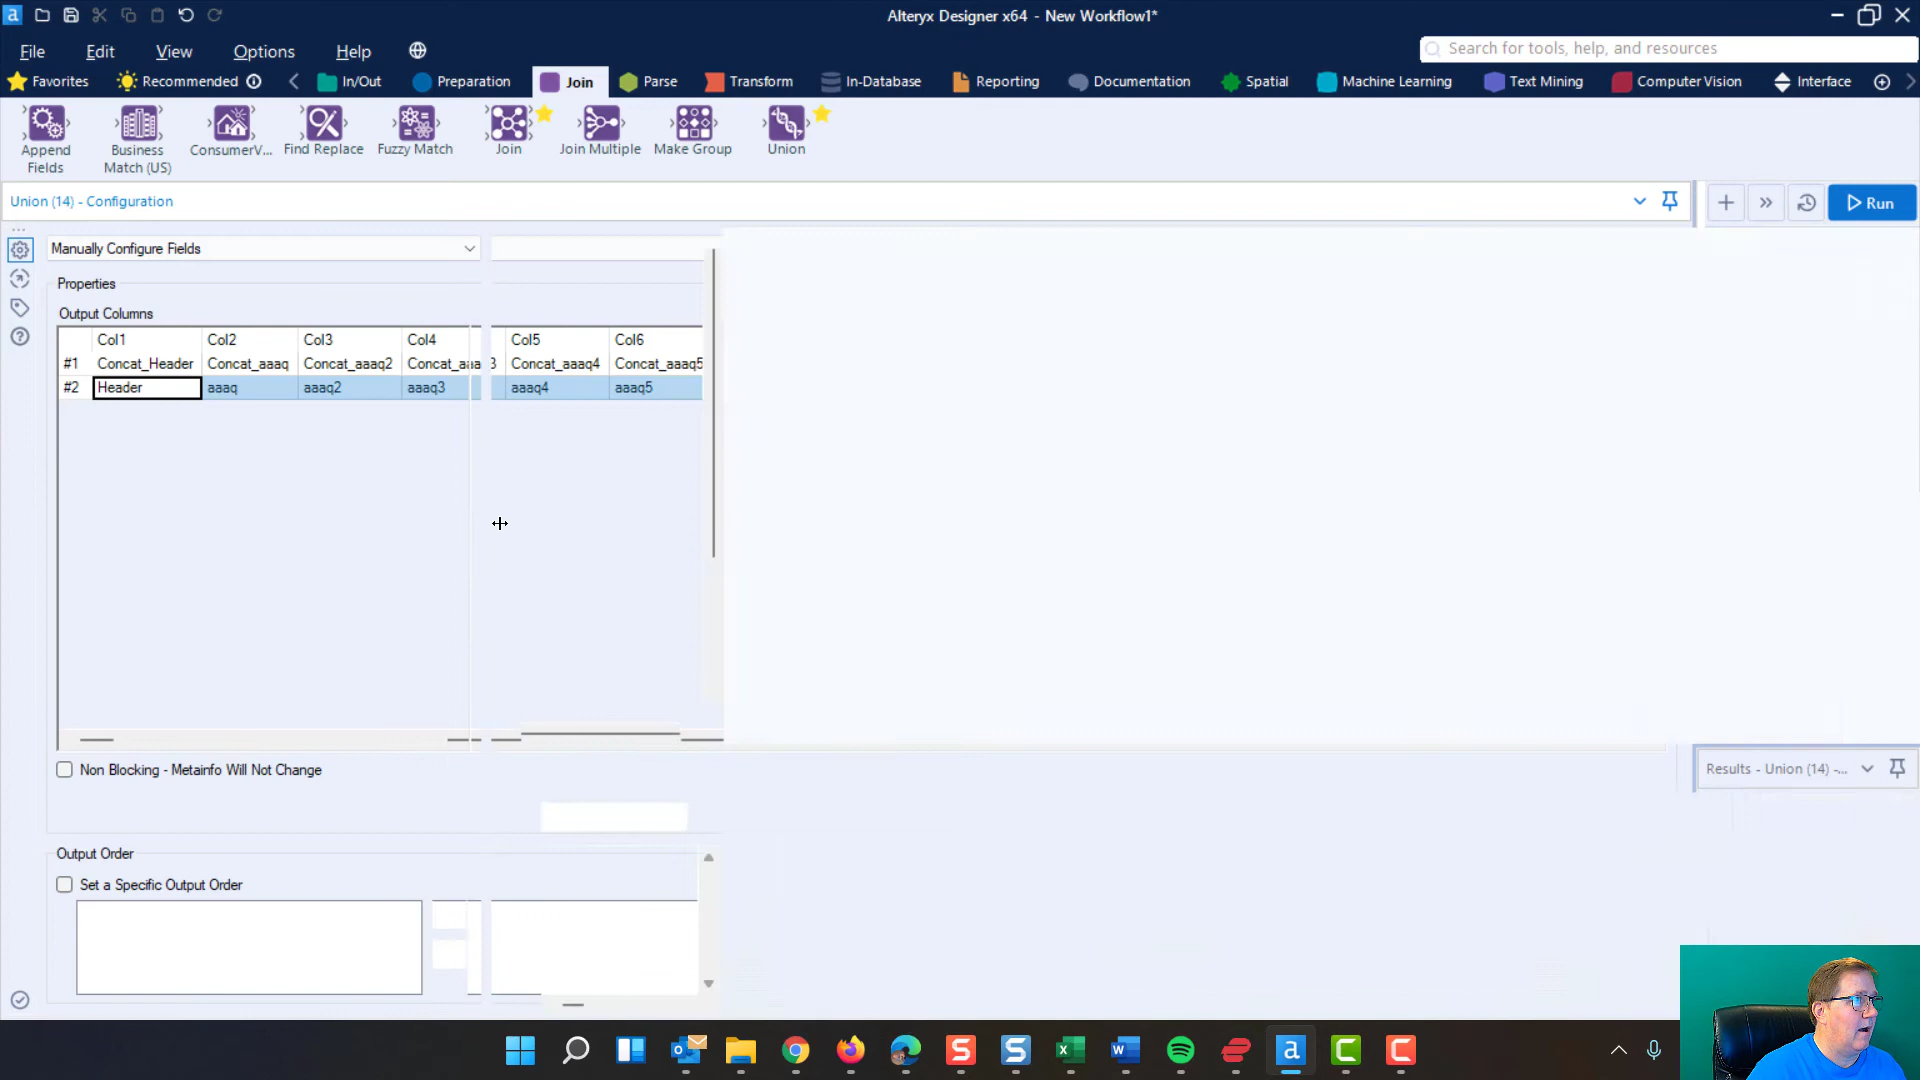 Alteryx Designer x64 - New Workflow1*
File Edit View Options Help
Search for tools, help, and resources
Favorites Recommended In/Out Preparation Join Parse Transform In-Database Reporting Documentation Spatial Machine Learning Text Mining Computer Vision Interface
Append Fields
Business Match (US)
ConsumerV...
Find Replace
Fuzzy Match
Join
Join Multiple
Make Group
Union
Union (14) - Configuration
Run
Manually Configure Fields
Properties
Output Columns
Col1 Col2 Col3 Col4 Col5 Col6
#1 Concat_Header Concat_aaaq Concat_aaaq2 Concat_aaa 3 Concat_aaaq4 Concat_aaaq5
#2 Header aaaq aaaq2 aaaq3 aaaq4 aaaq5
Non Blocking - Metainfo Will Not Change
Results - Union (14) -...
Output Order
Set a Specific Output Order